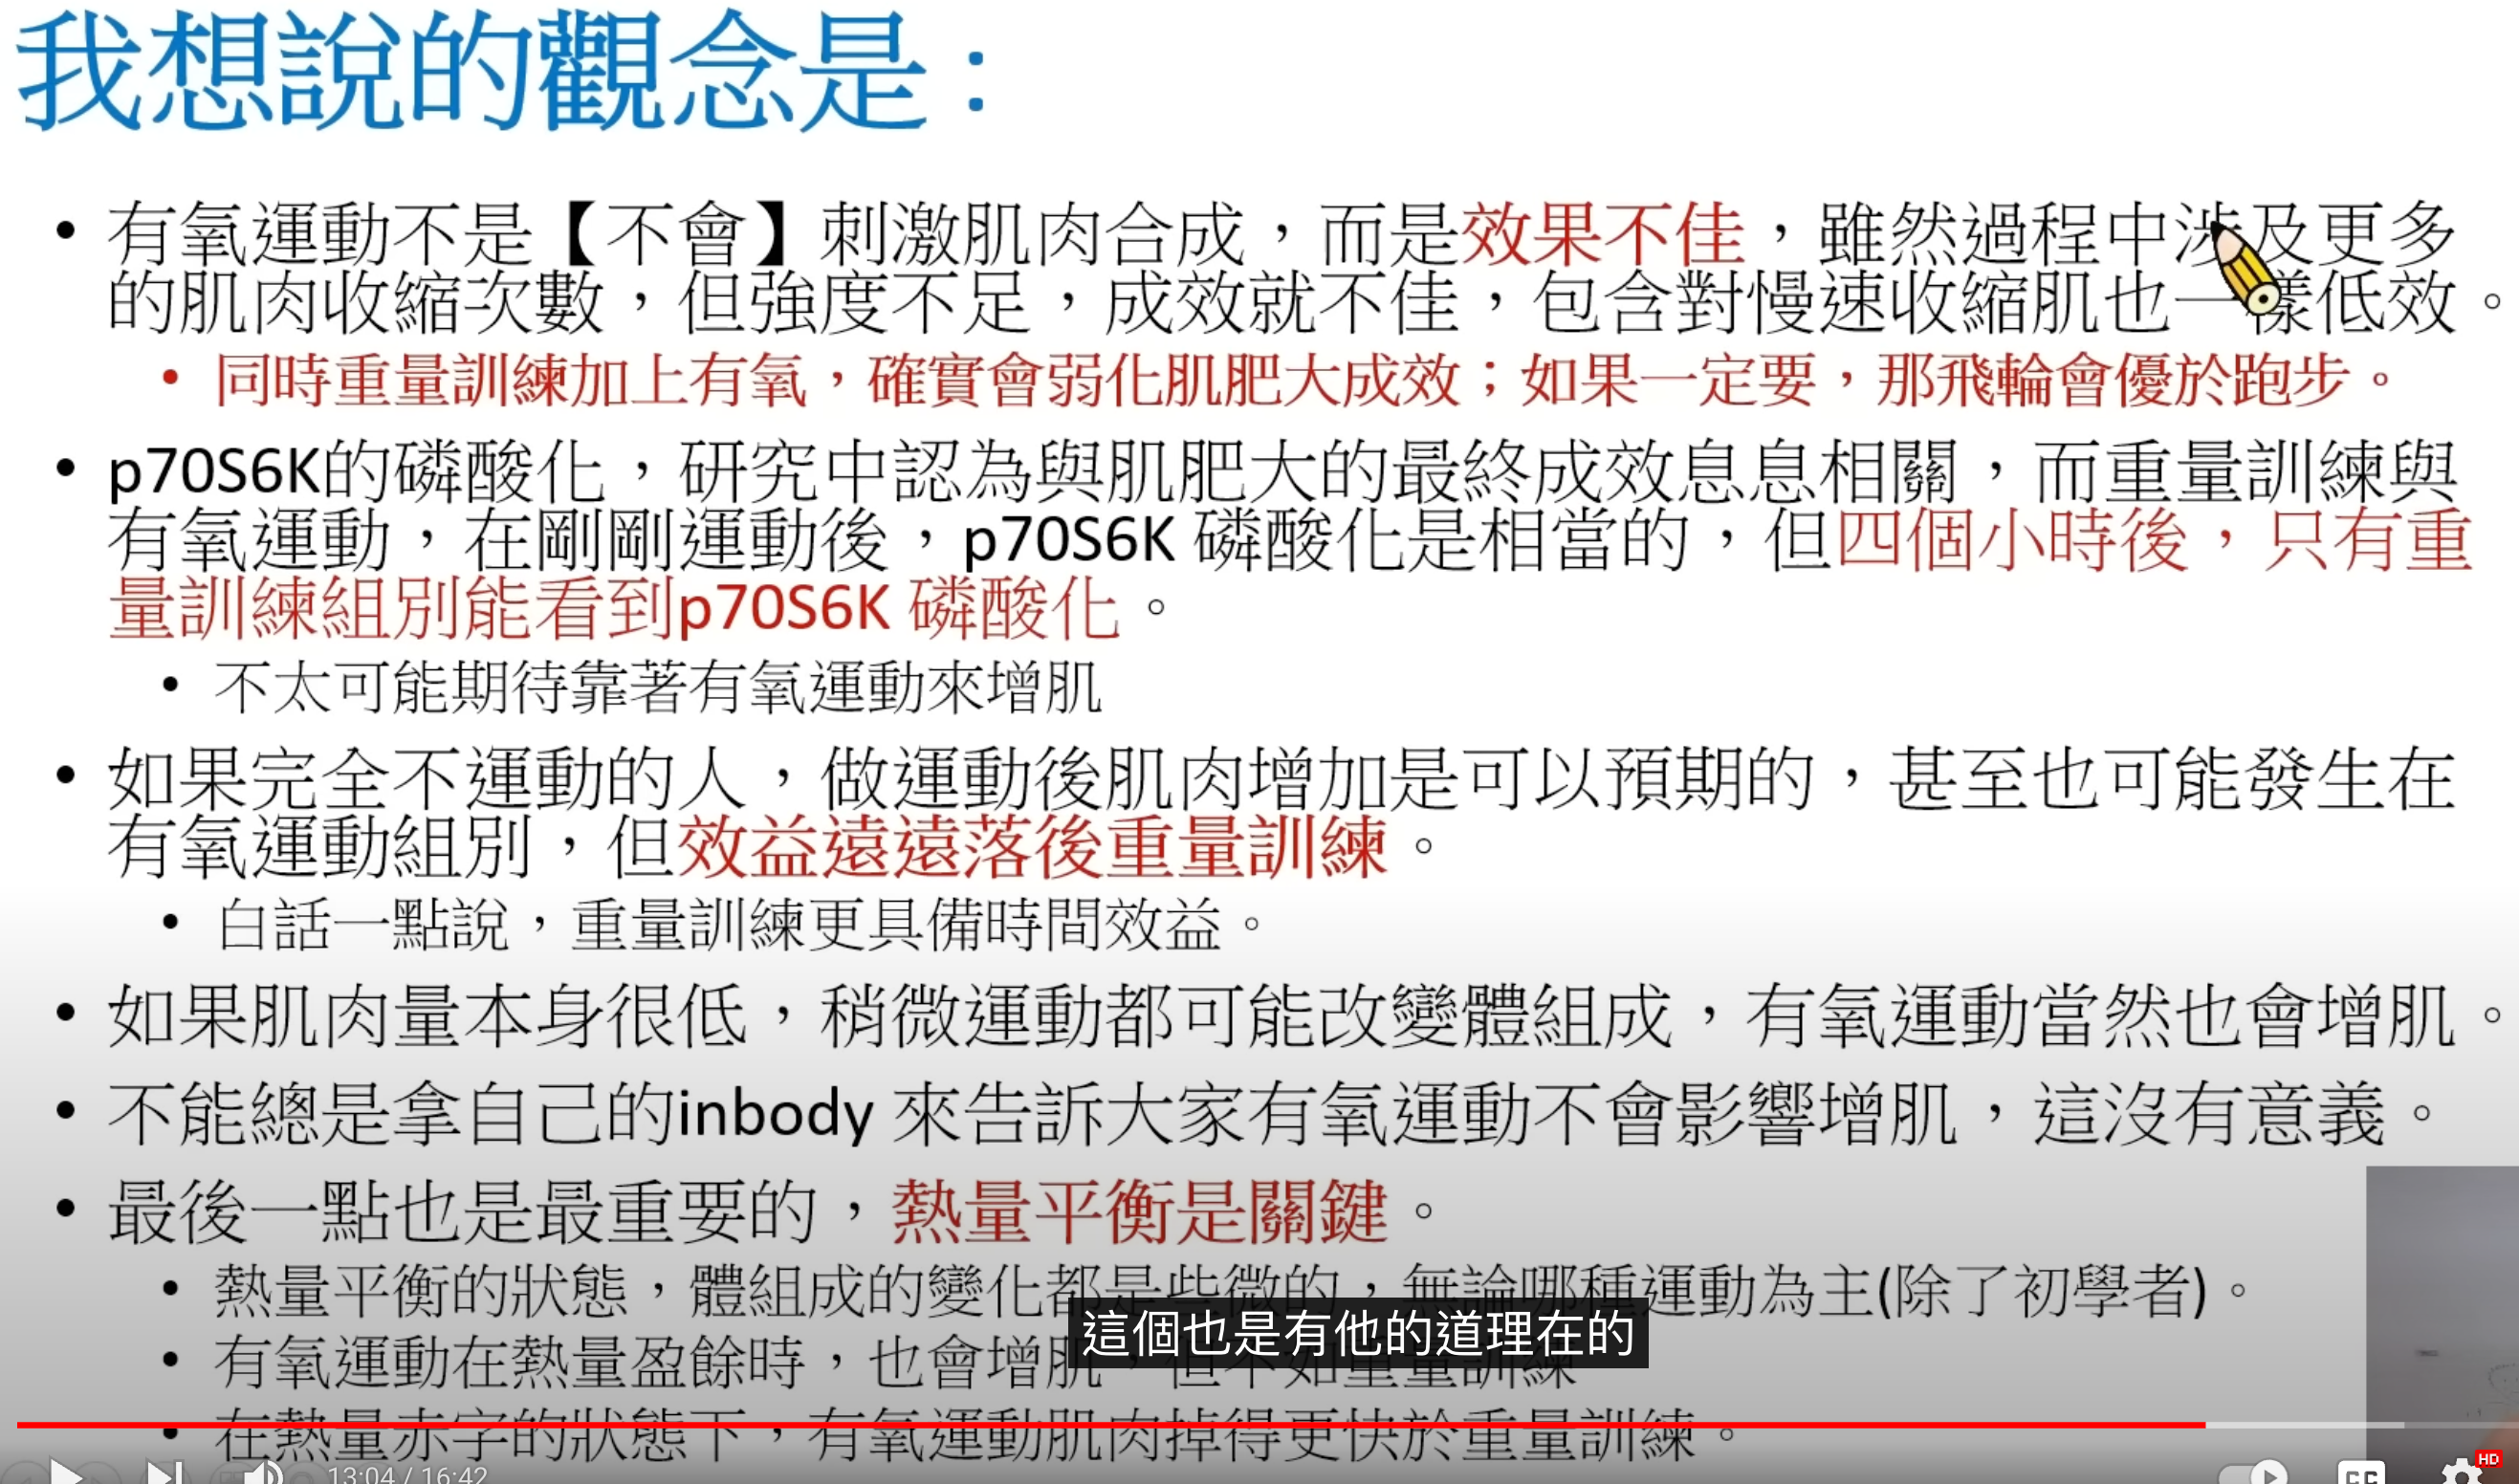 我想說的觀念是：
• 有氧運動不是【不會】刺激肌肉合成，而是效果不佳，雖然過程中涉及更多
的肌肉收縮次數，但強度不足，成效就不佳，包含對慢速收縮肌也一樣低效。
• 同時重量訓練加上有氧，確實會弱化肌肥大成效；如果一定要，那飛輪會優於跑步。
• p70S6K的磷酸化，研究中認為與肌肥大的最終成效息息相關，而重量訓練與
有氧運動，在剛剛運動後，p70S6K 磷酸化是相當的，但四個小時後，只有重
量訓練組別能看到p70S6K 磷酸化。
• 不太可能期待靠著有氧運動來增肌
• 如果完全不運動的人，做運動後肌肉增加是可以預期的，甚至也可能發生在
有氧運動組別，但效益遠遠落後重量訓練。
• 白話一點說，重量訓練更具備時間效益。
• 如果肌肉量本身很低，稍微運動都可能改變體組成，有氧運動當然也會增肌。
• 不能總是拿自己的inbody 來告訴大家有氧運動不會影響增肌，這沒有意義。
• 最後一點也是最重要的，熱量平衡是關鍵。
• 熱量平衡的狀態，體組成的變化都是些微的，無論哪種運動為主(除了初學者)。
• 有氧運動在熱量盈餘時，也會增肌，但不如重量訓練
這個也是有他的道理在的
• 在熱量赤字的狀態下，有氧運動肌肉掉得更快於重量訓練。
13:04 / 16:42
CC
HD